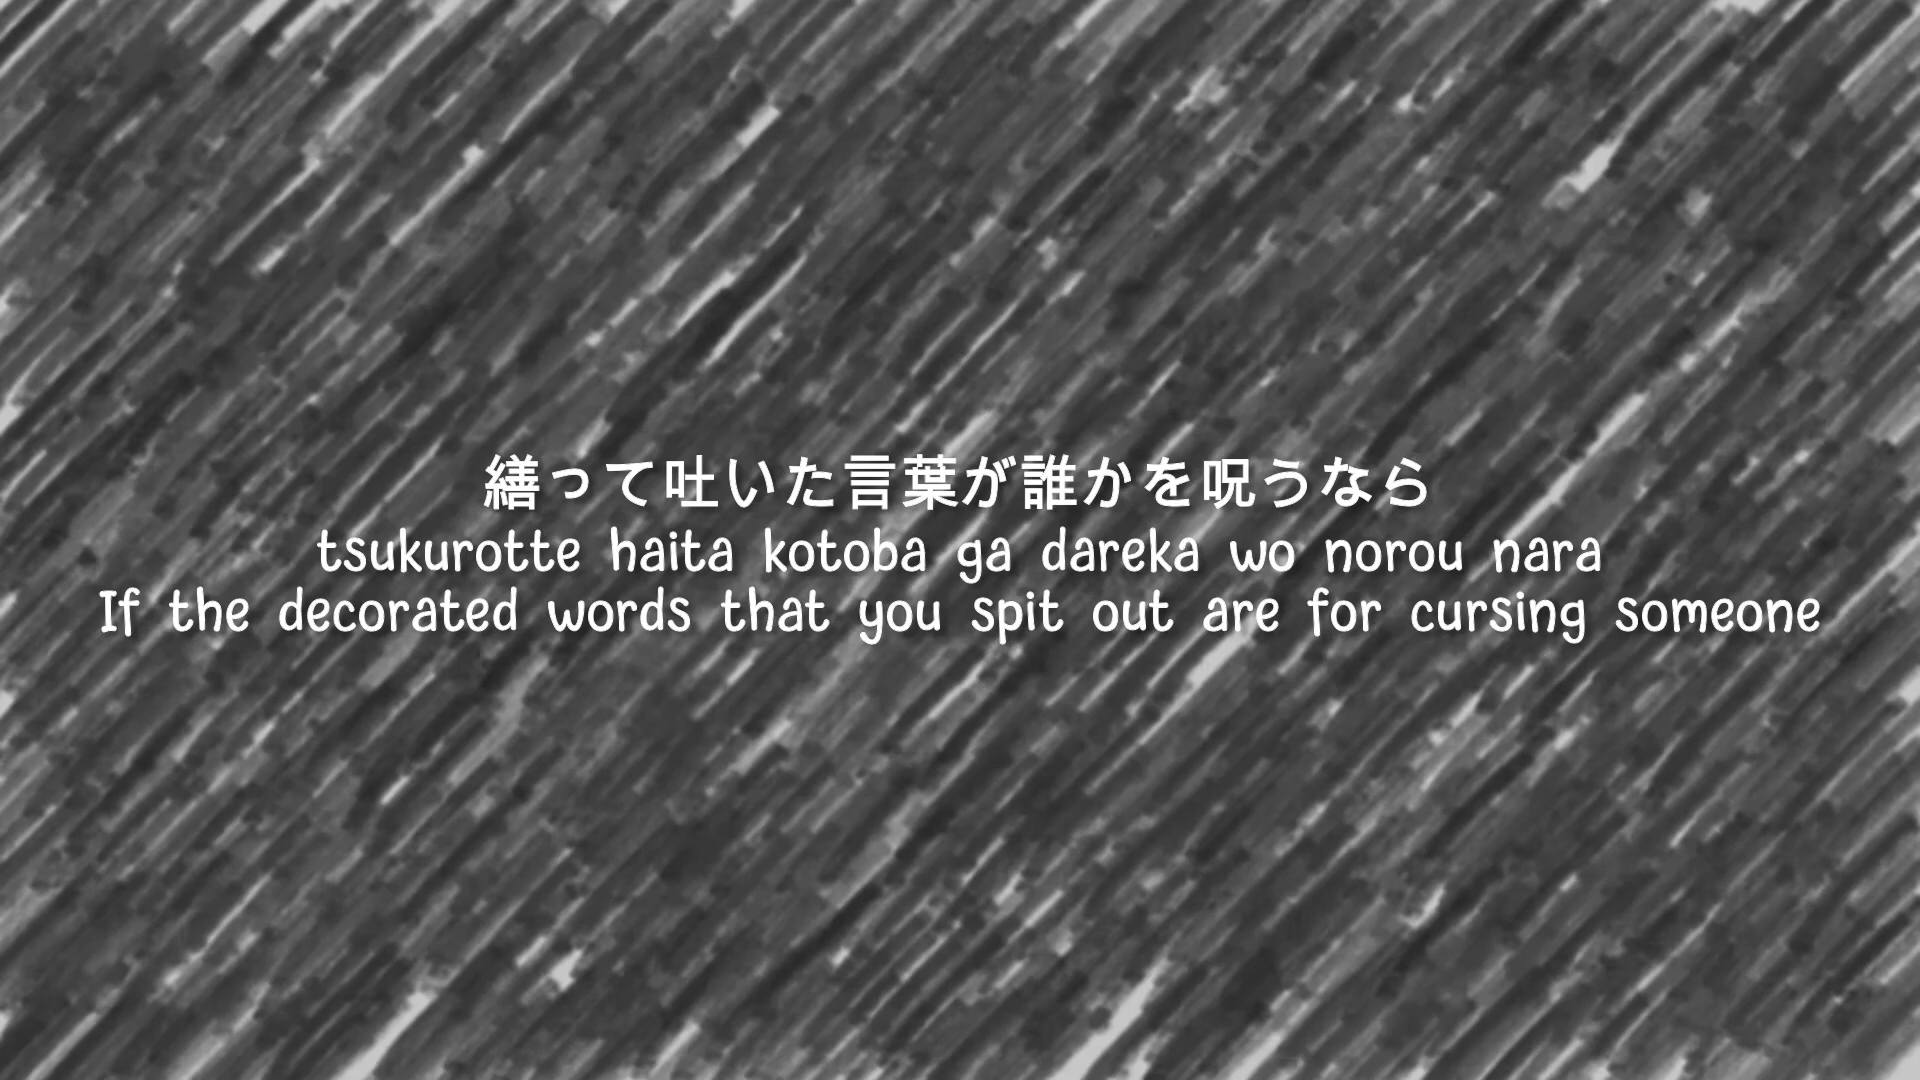 繕って吐いた言葉が誰かを呪うなら
tsukurotte haita kotoba ga dareka wo norou nara
If the decorated words that you spit out are for cursing someone